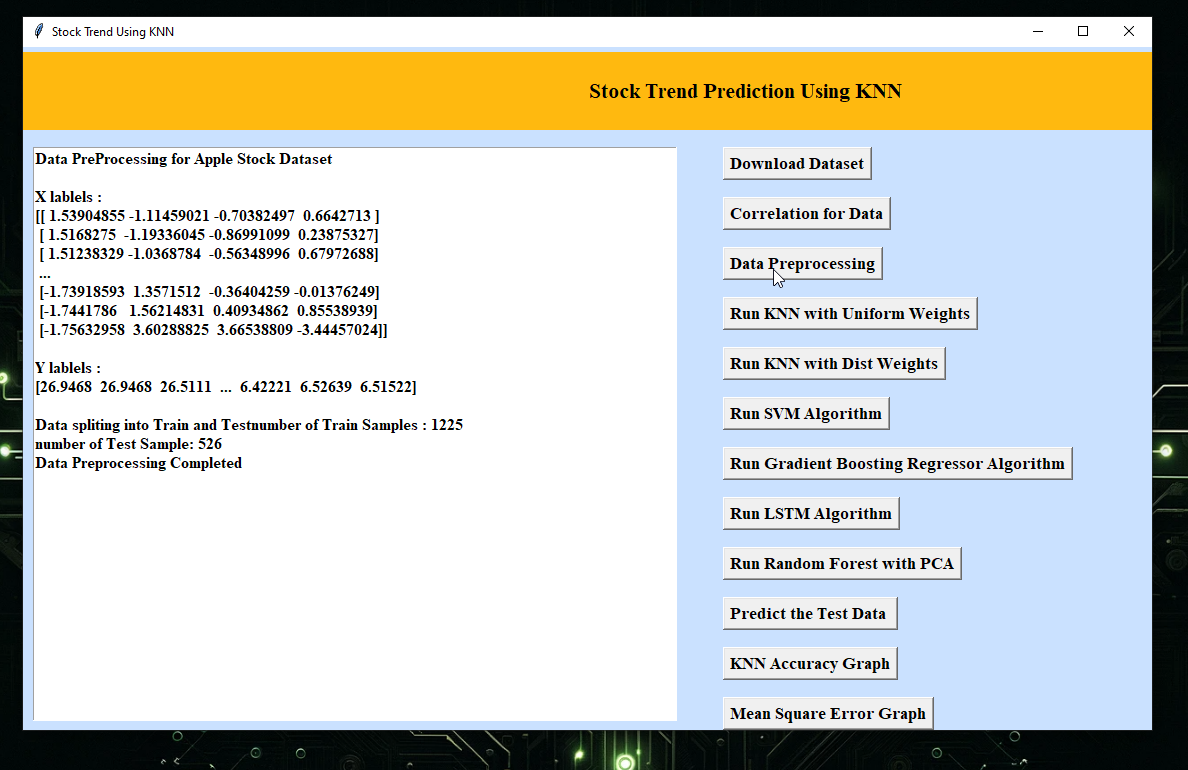 Stock Trend Using KNN
Stock Trend Prediction Using KNN
Data PreProcessing for Apple Stock Dataset
X lablels :
[[ 1.53904855 -1.11459021 -0.70382497  0.6642713 ]
[ 1.5168275  -1.19336045 -0.86991099  0.23875327]
[ 1.51238329 -1.0368784  -0.56348996  0.67972688]
...
[-1.73918593  1.3571512  -0.36404259 -0.01376249]
[-1.7441786   1.56214831  0.40934862  0.85538939]
[-1.75632958  3.60288825  3.66538809 -3.44457024]]
Y lablels :
[26.9468  26.9468  26.5111  ...  6.42221  6.52639  6.51522]
Data spliting into Train and Testnumber of Train Samples : 1225
number of Test Sample: 526
Data Preprocessing Completed
Download Dataset
Correlation for Data
Data Preprocessing
Run KNN with Uniform Weights
Run KNN with Dist Weights
Run SVM Algorithm
Run Gradient Boosting Regressor Algorithm
Run LSTM Algorithm
Run Random Forest with PCA
Predict the Test Data
KNN Accuracy Graph
Mean Square Error Graph